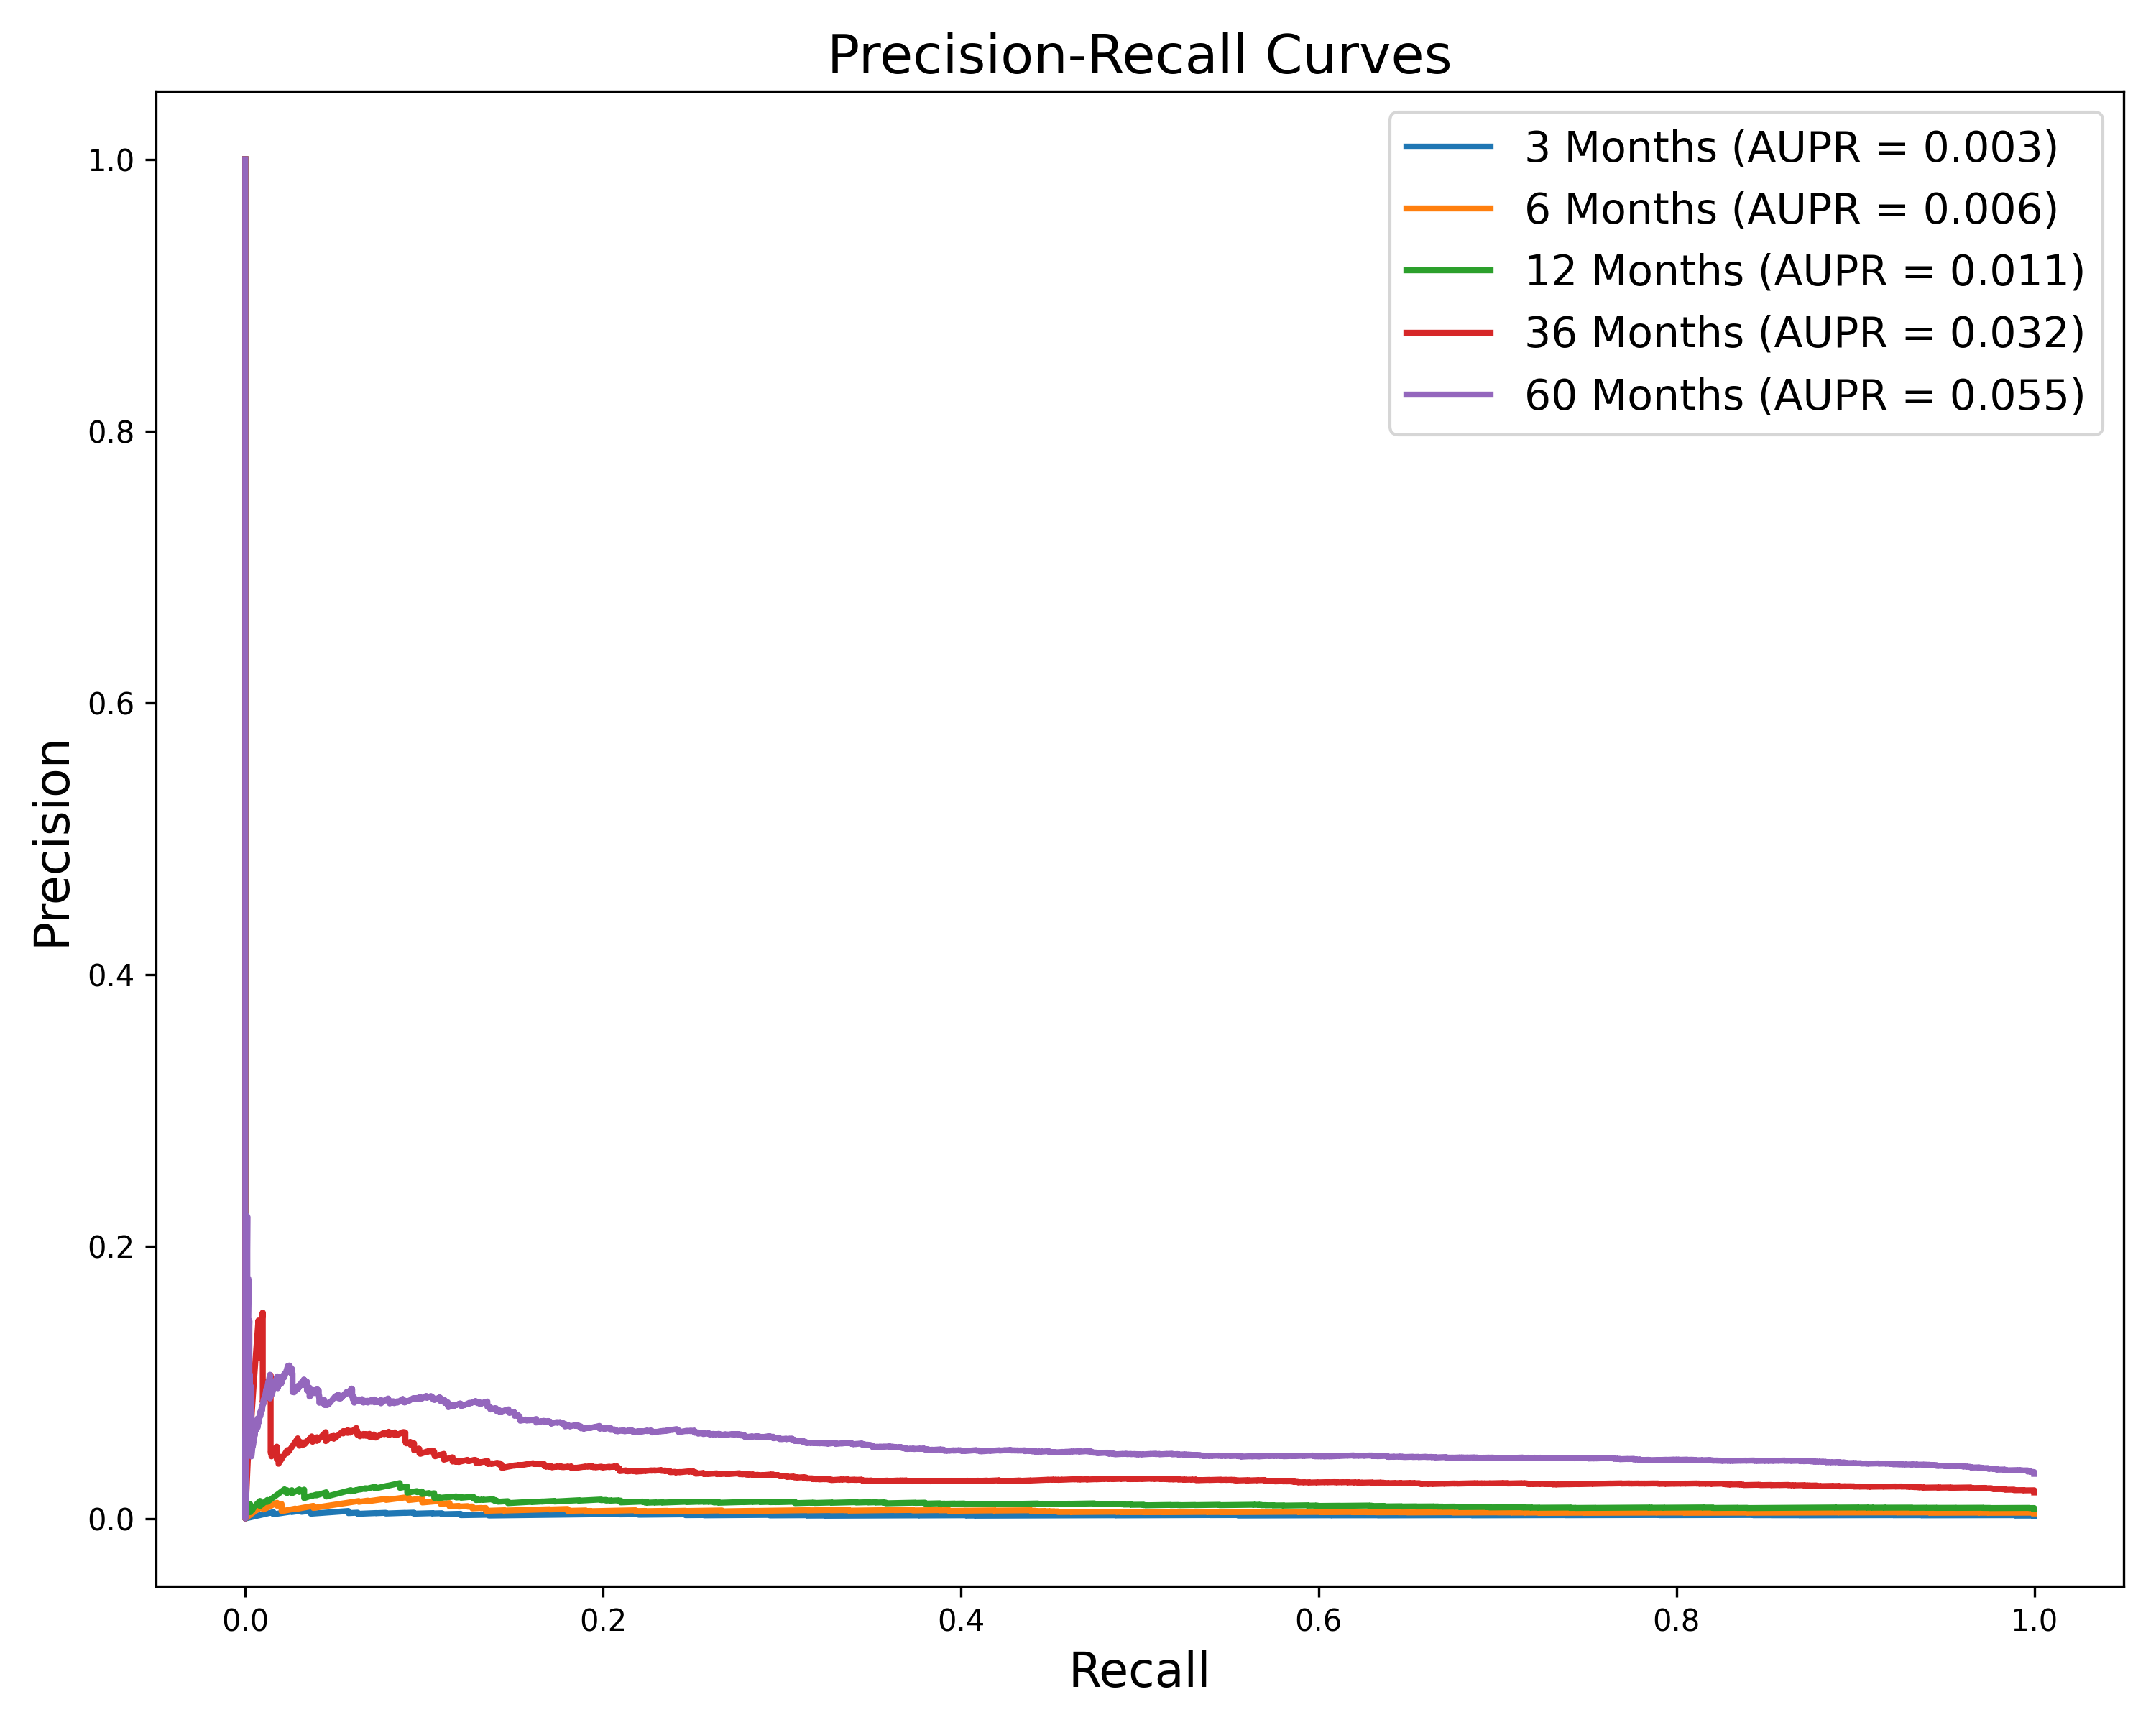 Precision-Recall Curves
3 Months (AUPR = 0.003)
6 Months (AUPR = 0.006)
12 Months (AUPR = 0.011)
36 Months (AUPR = 0.032)
60 Months (AUPR = 0.055)
Precision
1.0
0.8
0.6
0.4
0.2
0.0
0.0 0.2 0.4 0.6 0.8 1.0
Recall